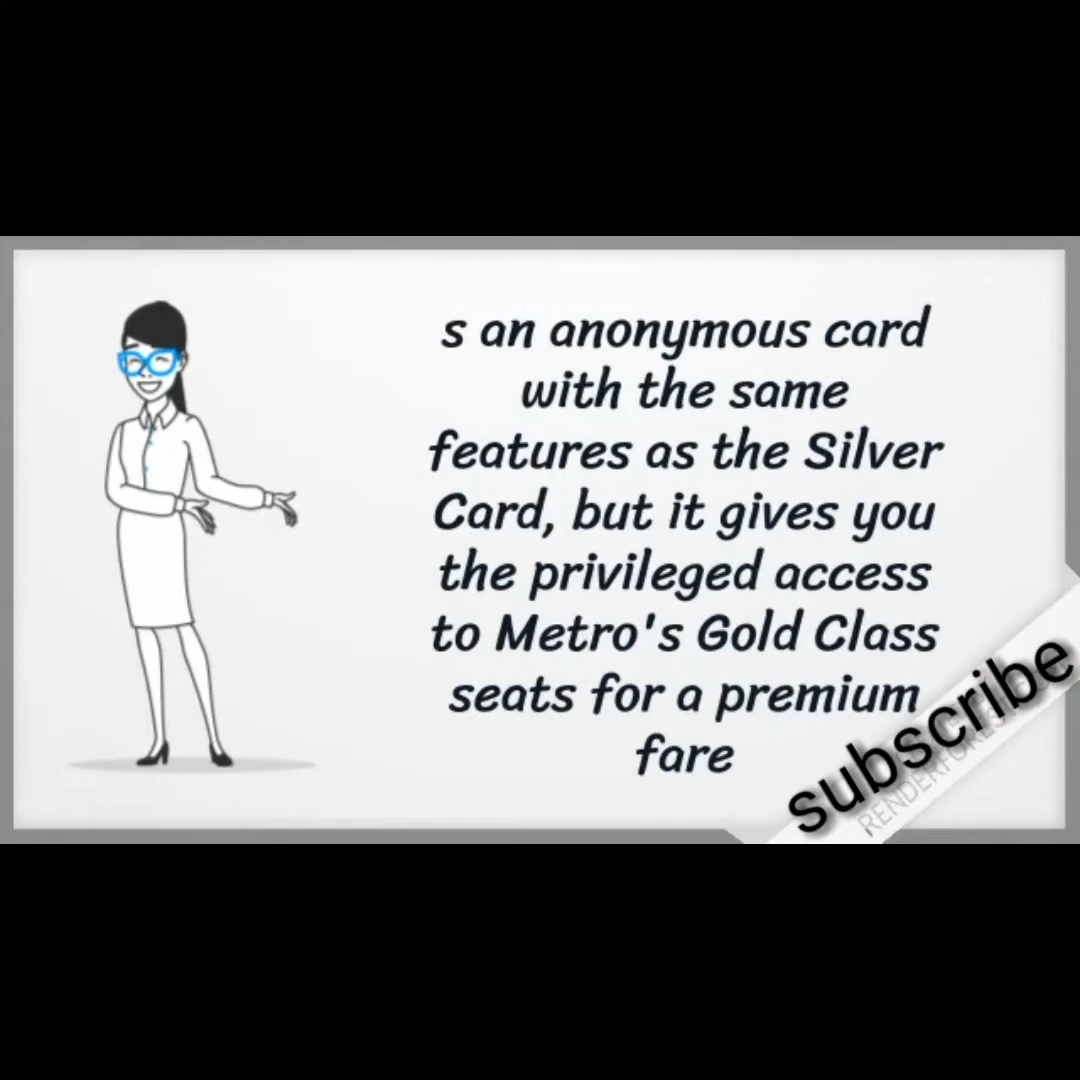 s an anonymous card
with the same
features as the Silver
Card, but it gives you
the privileged access
to Metro's Gold Class
seats for a premium
fare
subscribe